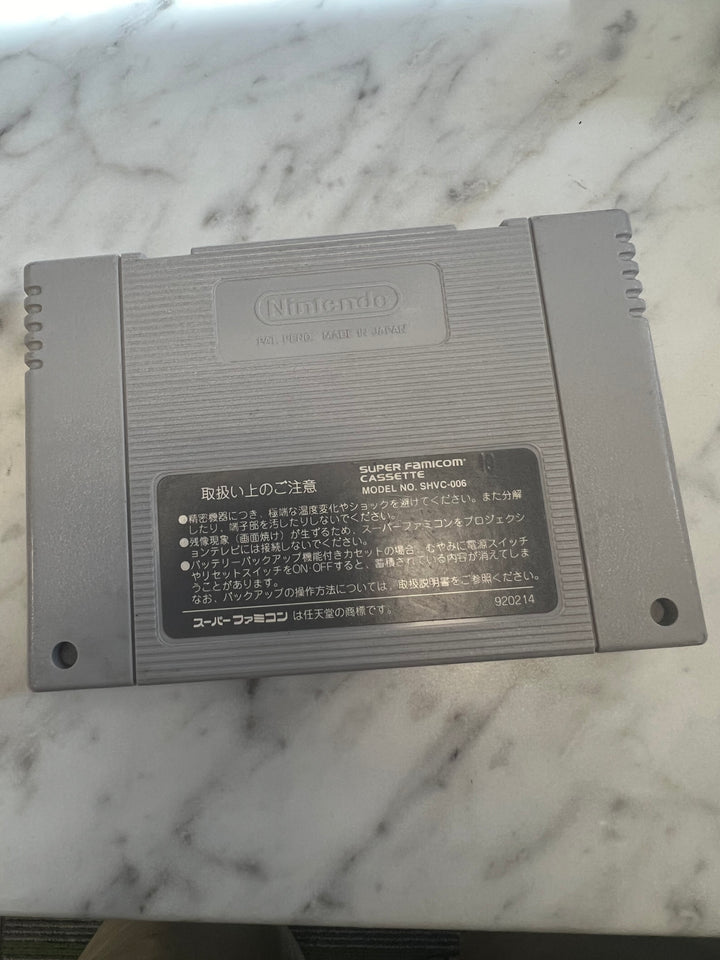 Nintendo
PAT. PEND. MADE IN JAPAN
取扱い上のご注意
SUPER FAMICOM
CASSETTE
MODEL NO. SHVC-006
●精密機器につき、極端な温度変化やショックを避けてください。また分解
したり、端子部を汚したりしないでください。
●残像現象（画面焼け）が生ずるため、スーパーファミコンをプロジェクシ
ョンテレビには接続しないでください。
●バッテリーバックアップ機能付きカセットの場合、むやみに電源スイッチ
やリセットスイッチをON·OFFすると、蓄積されている内容が消えてしま
うことがあります。
なお、バックアップの操作方法については、取扱説明書をご参照ください。
スーパーファミコン は任天堂の商標です。
920214